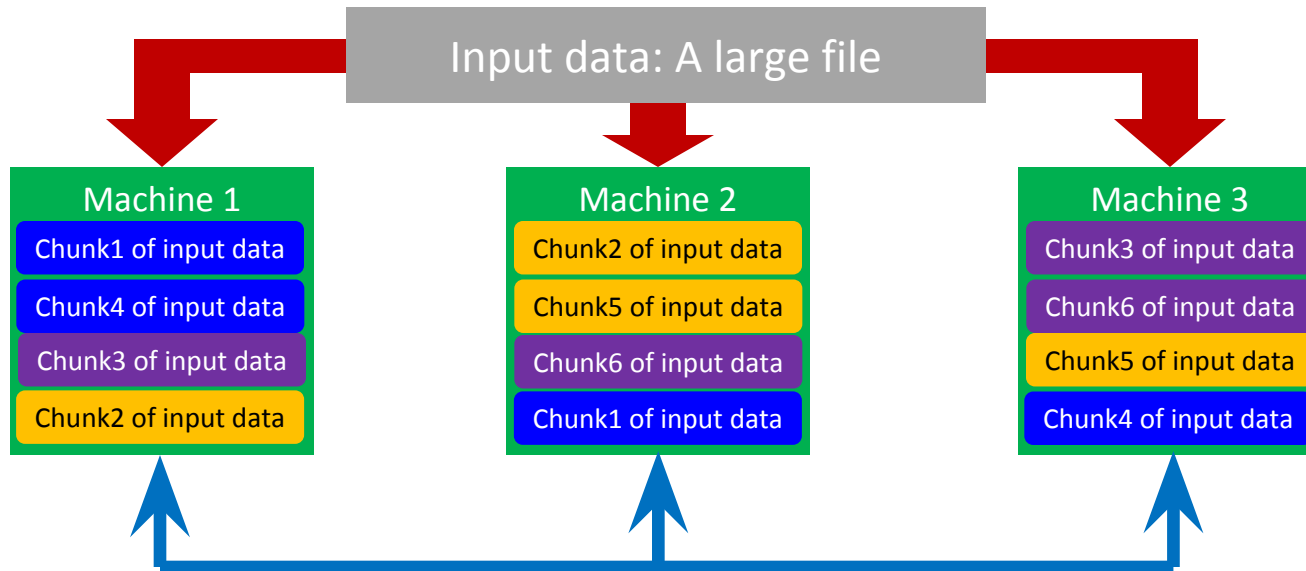 Input data: A large file
Machine 1
Chunk1 of input data
Chunk4 of input data
Chunk3 of input data
Chunk2 of input data
Machine 2
Chunk2 of input data
Chunk5 of input data
Chunk6 of input data
Chunk1 of input data
Machine 3
Chunk3 of input data
Chunk6 of input data
Chunk5 of input data
Chunk4 of input data